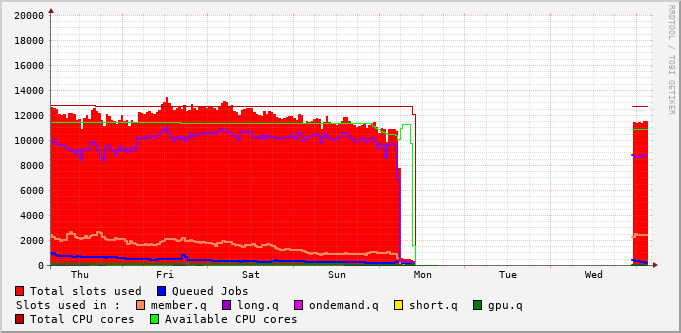 RRDTOOL / TOBI OETIKER
20000
18000
16000
14000
12000
10000
8000
6000
4000
2000
0
Thu Fri Sat Sun Mon Tue Wed
Total slots used Queued Jobs
Slots used in : member.q long.q ondemand.q short.q gpu.q
Total CPU cores Available CPU cores